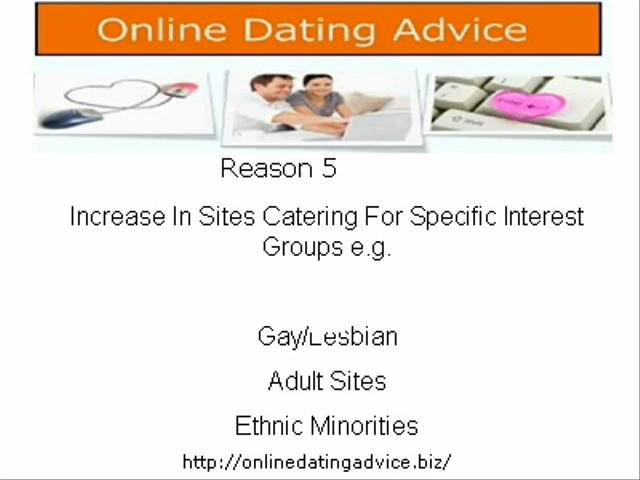 Online Dating Advice
Reason 5
Increase In Sites Catering For Specific Interest
Groups e.g.
Gay/Lesbian
Adult Sites
Ethnic Minorities
http://onlinedatingadvice.biz/